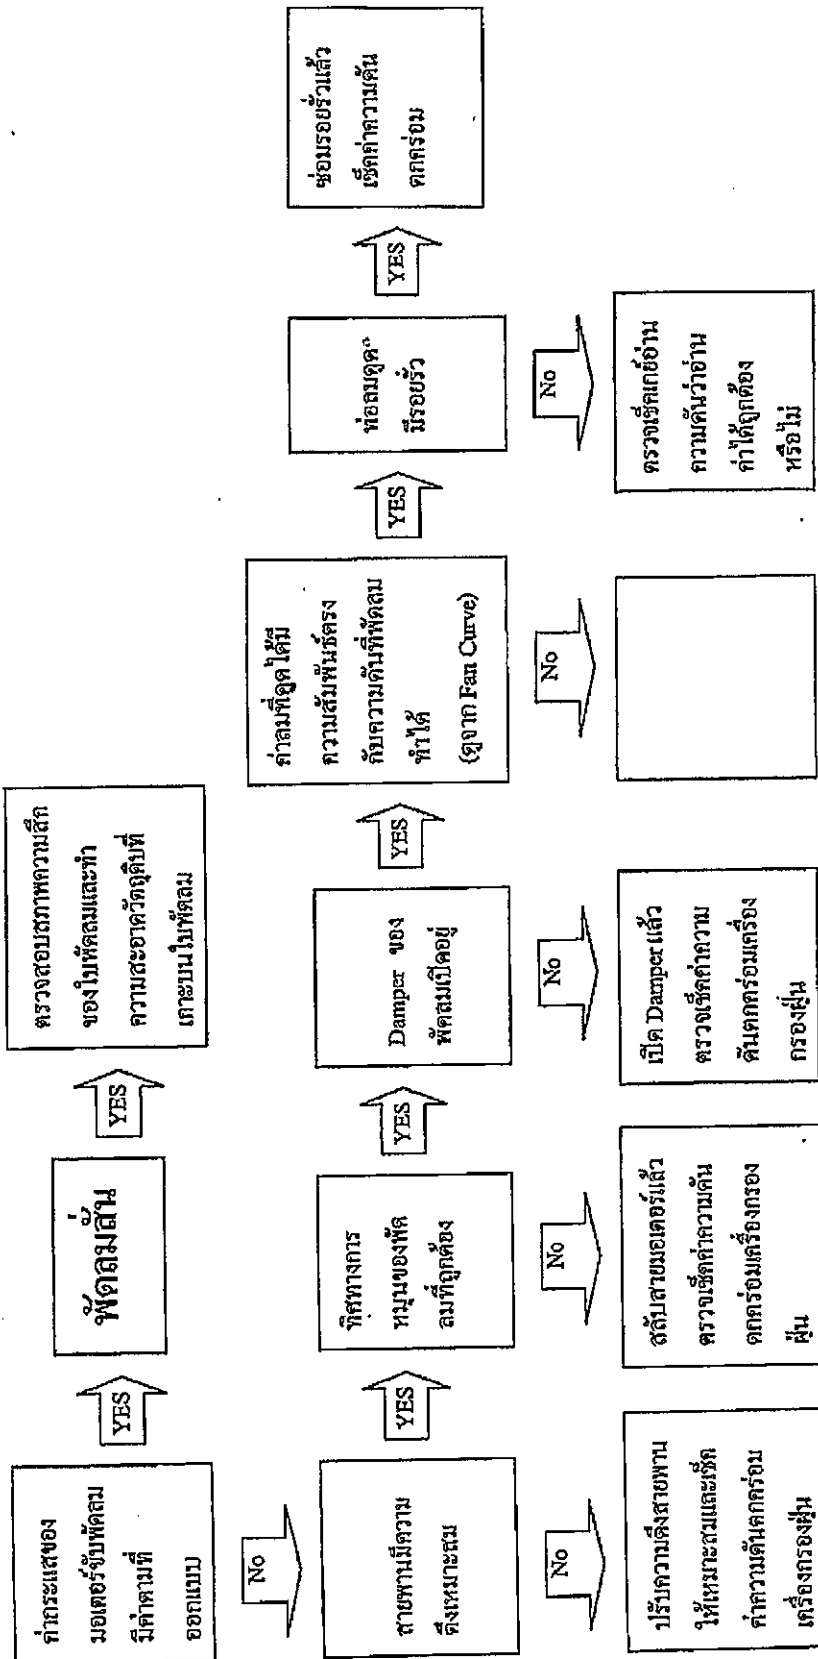 ค่ากระแสของ
มอเตอร์ขับพัดลม
มีค่าตามที่
ออกแบบ
YES
พัดลมสั่น
YES
ตรวจสอบสภาพความสึก
ของใบพัดลมและทำ
ความสะอาดวัตถุดิบที่
เกาะบนใบพัดลม
No
สายพานมีความ
ตึงเหมาะสม
YES
ทิศทางการ
หมุนของพัด
ลมที่ถูกต้อง
YES
Damper ของ
พัดลมเปิดอยู่
YES
ค่าลมที่ดูดได้มี
ความสัมพันธ์ตรง
กับความดันที่พัดลม
ทำได้
(ดูจาก Fan Curve)
YES
ท่อลมดูดฯ
มีรอยรั่ว
YES
ซ่อมรอยรั่วแล้ว
เช็คค่าความดัน
ตกคร่อม
No
ปรับความตึงสายพาน
ให้เหมาะสมและเช็ค
ค่าความดันตกคร่อม
เครื่องกรองฝุ่น
No
สลับสายมอเตอร์แล้ว
ตรวจเช็คค่าความดัน
ตกคร่อมเครื่องกรอง
ฝุ่น
No
เปิด Damper แล้ว
ตรวจเช็คค่าความ
ดันตกคร่อมเครื่อง
กรองฝุ่น
No
No
ตรวจเช็คเกย์อ่าน
ความดันว่าอ่าน
ค่าได้ถูกต้อง
หรือไม่